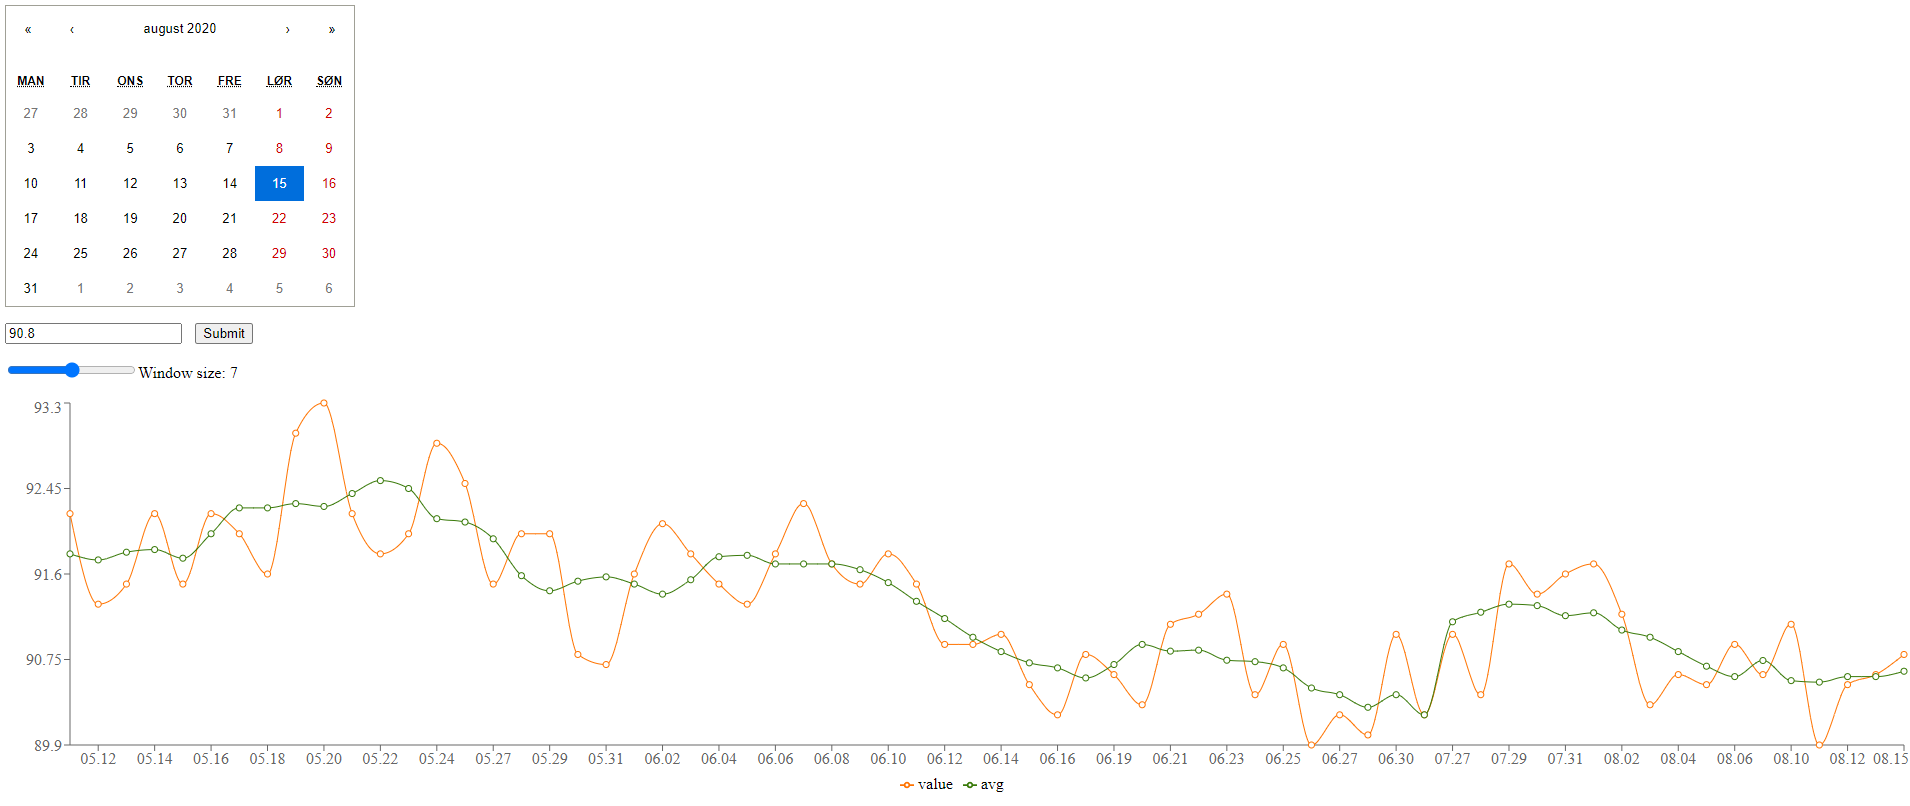 « ‹ august 2020 › »
MAN TIR ONS TOR FRE LØR SØN
27 28 29 30 31 1 2
3 4 5 6 7 8 9
10 11 12 13 14 15 16
17 18 19 20 21 22 23
24 25 26 27 28 29 30
31 1 2 3 4 5 6
90.8 Submit
Window size: 7
93.3
92.45
91.6
90.75
89.9
05.12 05.14 05.16 05.18 05.20 05.22 05.24 05.27 05.29 05.31 06.02 06.04 06.06 06.08 06.10 06.12 06.14 06.16 06.19 06.21 06.23 06.25 06.27 06.30 07.27 07.29 07.31 08.02 08.04 08.06 08.10 08.12 08.15
value avg